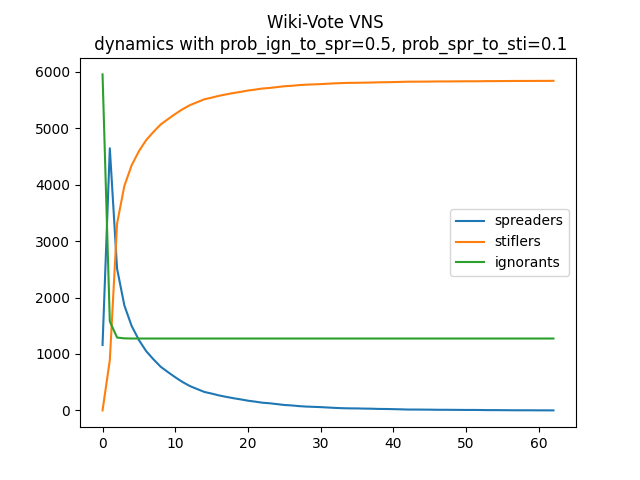 Wiki-Vote VNS
dynamics with prob_ign_to_spr=0.5, prob_spr_to_sti=0.1
6000
5000
4000
3000
2000
1000
0
spreaders
stiflers
ignorants
0 10 20 30 40 50 60